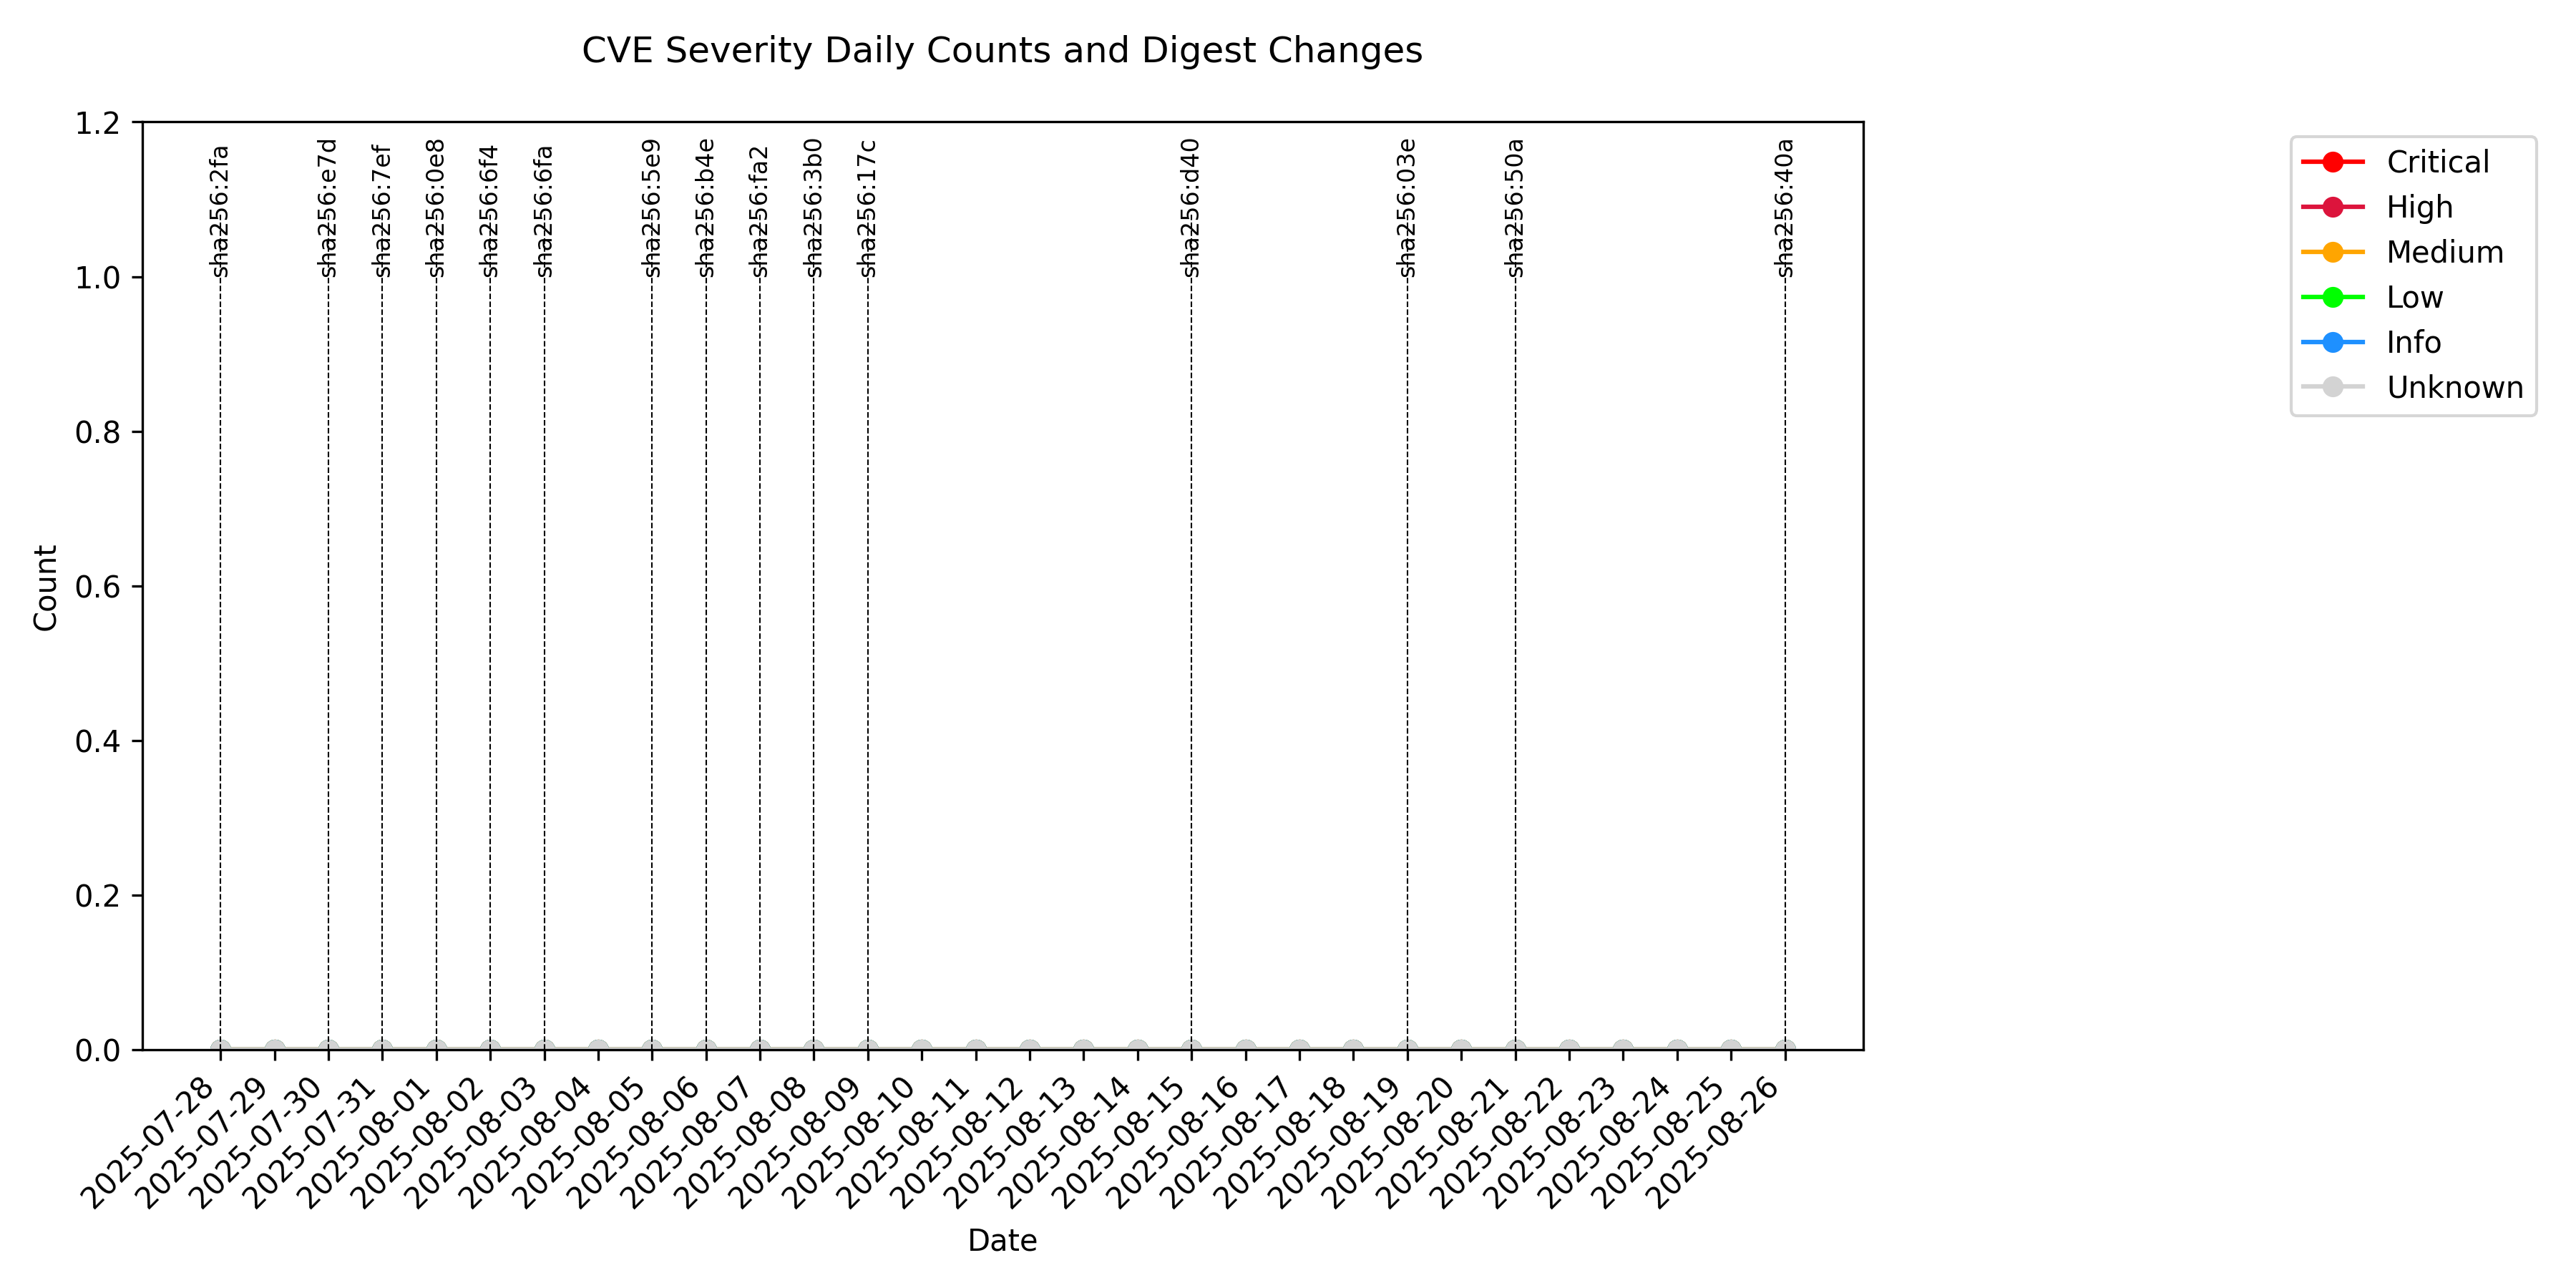 CVE Severity Daily Counts and Digest Changes
1.2
1.0
0.8
0.6
0.4
0.2
0.0
Count
sha256:2fa
sha256:e7d
sha256:7ef
sha256:0e8
sha256:6f4
sha256:6fa
sha256:5e9
sha256:b4e
sha256:fa2
sha256:3b0
sha256:17c
sha256:d40
sha256:03e
sha256:50a
sha256:40a
Critical
High
Medium
Low
Info
Unknown
2025-07-28
2025-07-29
2025-07-30
2025-07-31
2025-08-01
2025-08-02
2025-08-03
2025-08-04
2025-08-05
2025-08-06
2025-08-07
2025-08-08
2025-08-09
2025-08-10
2025-08-11
2025-08-12
2025-08-13
2025-08-14
2025-08-15
2025-08-16
2025-08-17
2025-08-18
2025-08-19
2025-08-20
2025-08-21
2025-08-22
2025-08-23
2025-08-24
2025-08-25
2025-08-26
Date